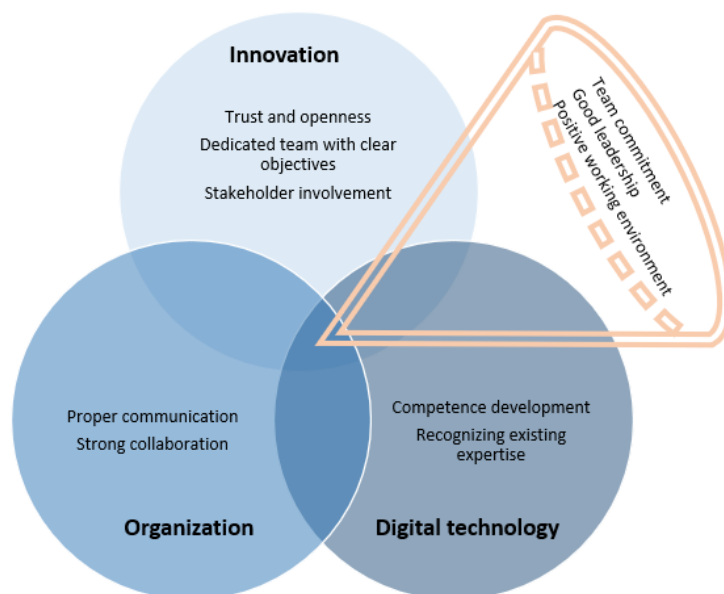 Innovation
Trust and openness
Dedicated team with clear
objectives
Stakeholder involvement
Team commitment
Good leadership
Positive working environment
Proper communication
Strong collaboration
Organization
Competence development
Recognizing existing
expertise
Digital technology